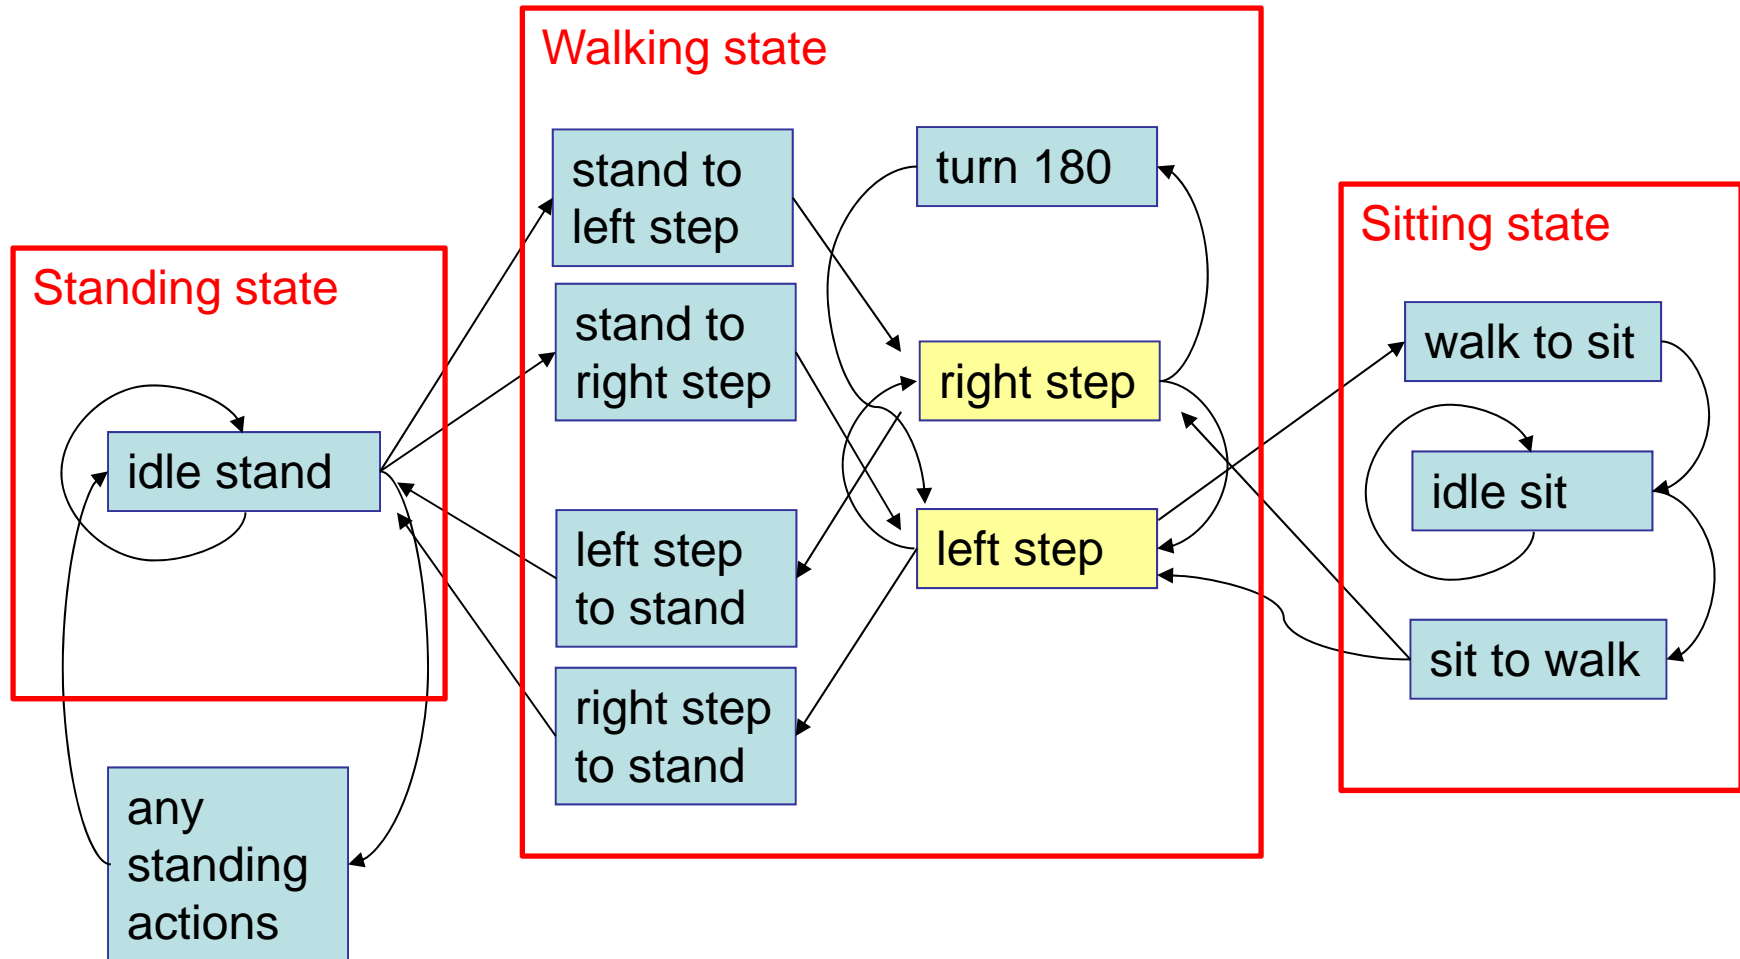 Walking state
stand to
left step
turn 180
Sitting state
Standing state
stand to
right step
right step
walk to sit
idle stand
idle sit
left step
to stand
left step
sit to walk
right step
to stand
any
standing
actions